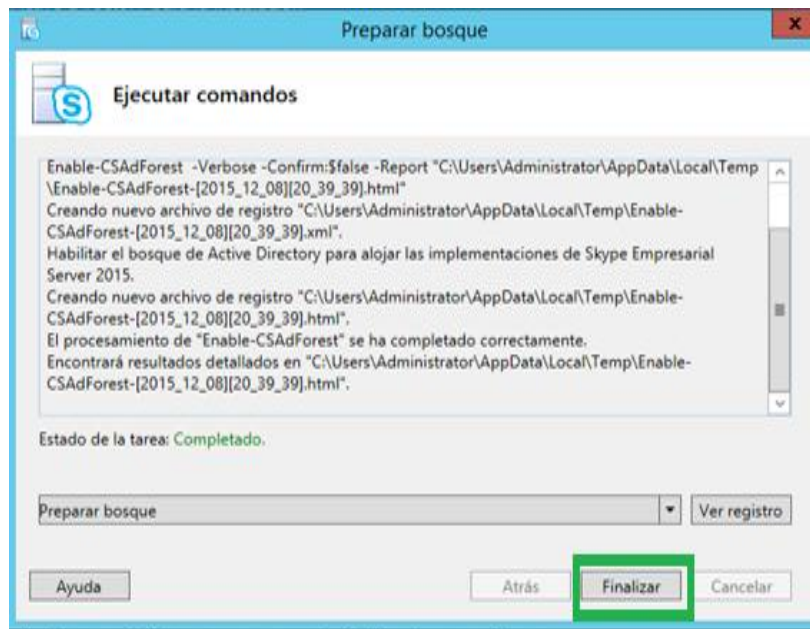 Preparar bosque
x
S
Ejecutar comandos
Enable-CSAdForest -Verbose -Confirm:$false -Report "C:\Users\Administrator\AppData\Local\Temp
\Enable-CSAdForest-[2015_12_08][20_39_39].html"
Creando nuevo archivo de registro "C:\Users\Administrator\AppData\Local\Temp\Enable-
CSAdForest-[2015_12_08][20_39_39].xml".
Habilitar el bosque de Active Directory para alojar las implementaciones de Skype Empresarial
Server 2015.
Creando nuevo archivo de registro "C:\Users\Administrator\AppData\Local\Temp\Enable-
CSAdForest-[2015_12_08][20_39_39].html".
El procesamiento de "Enable-CSAdForest" se ha completado correctamente.
Encontrará resultados detallados en "C:\Users\Administrator\AppData\Local\Temp\Enable-
CSAdForest-[2015_12_08][20_39_39].html".
Estado de la tarea: Completado.
Preparar bosque
Ver registro
Ayuda
Atrás
Finalizar
Cancelar